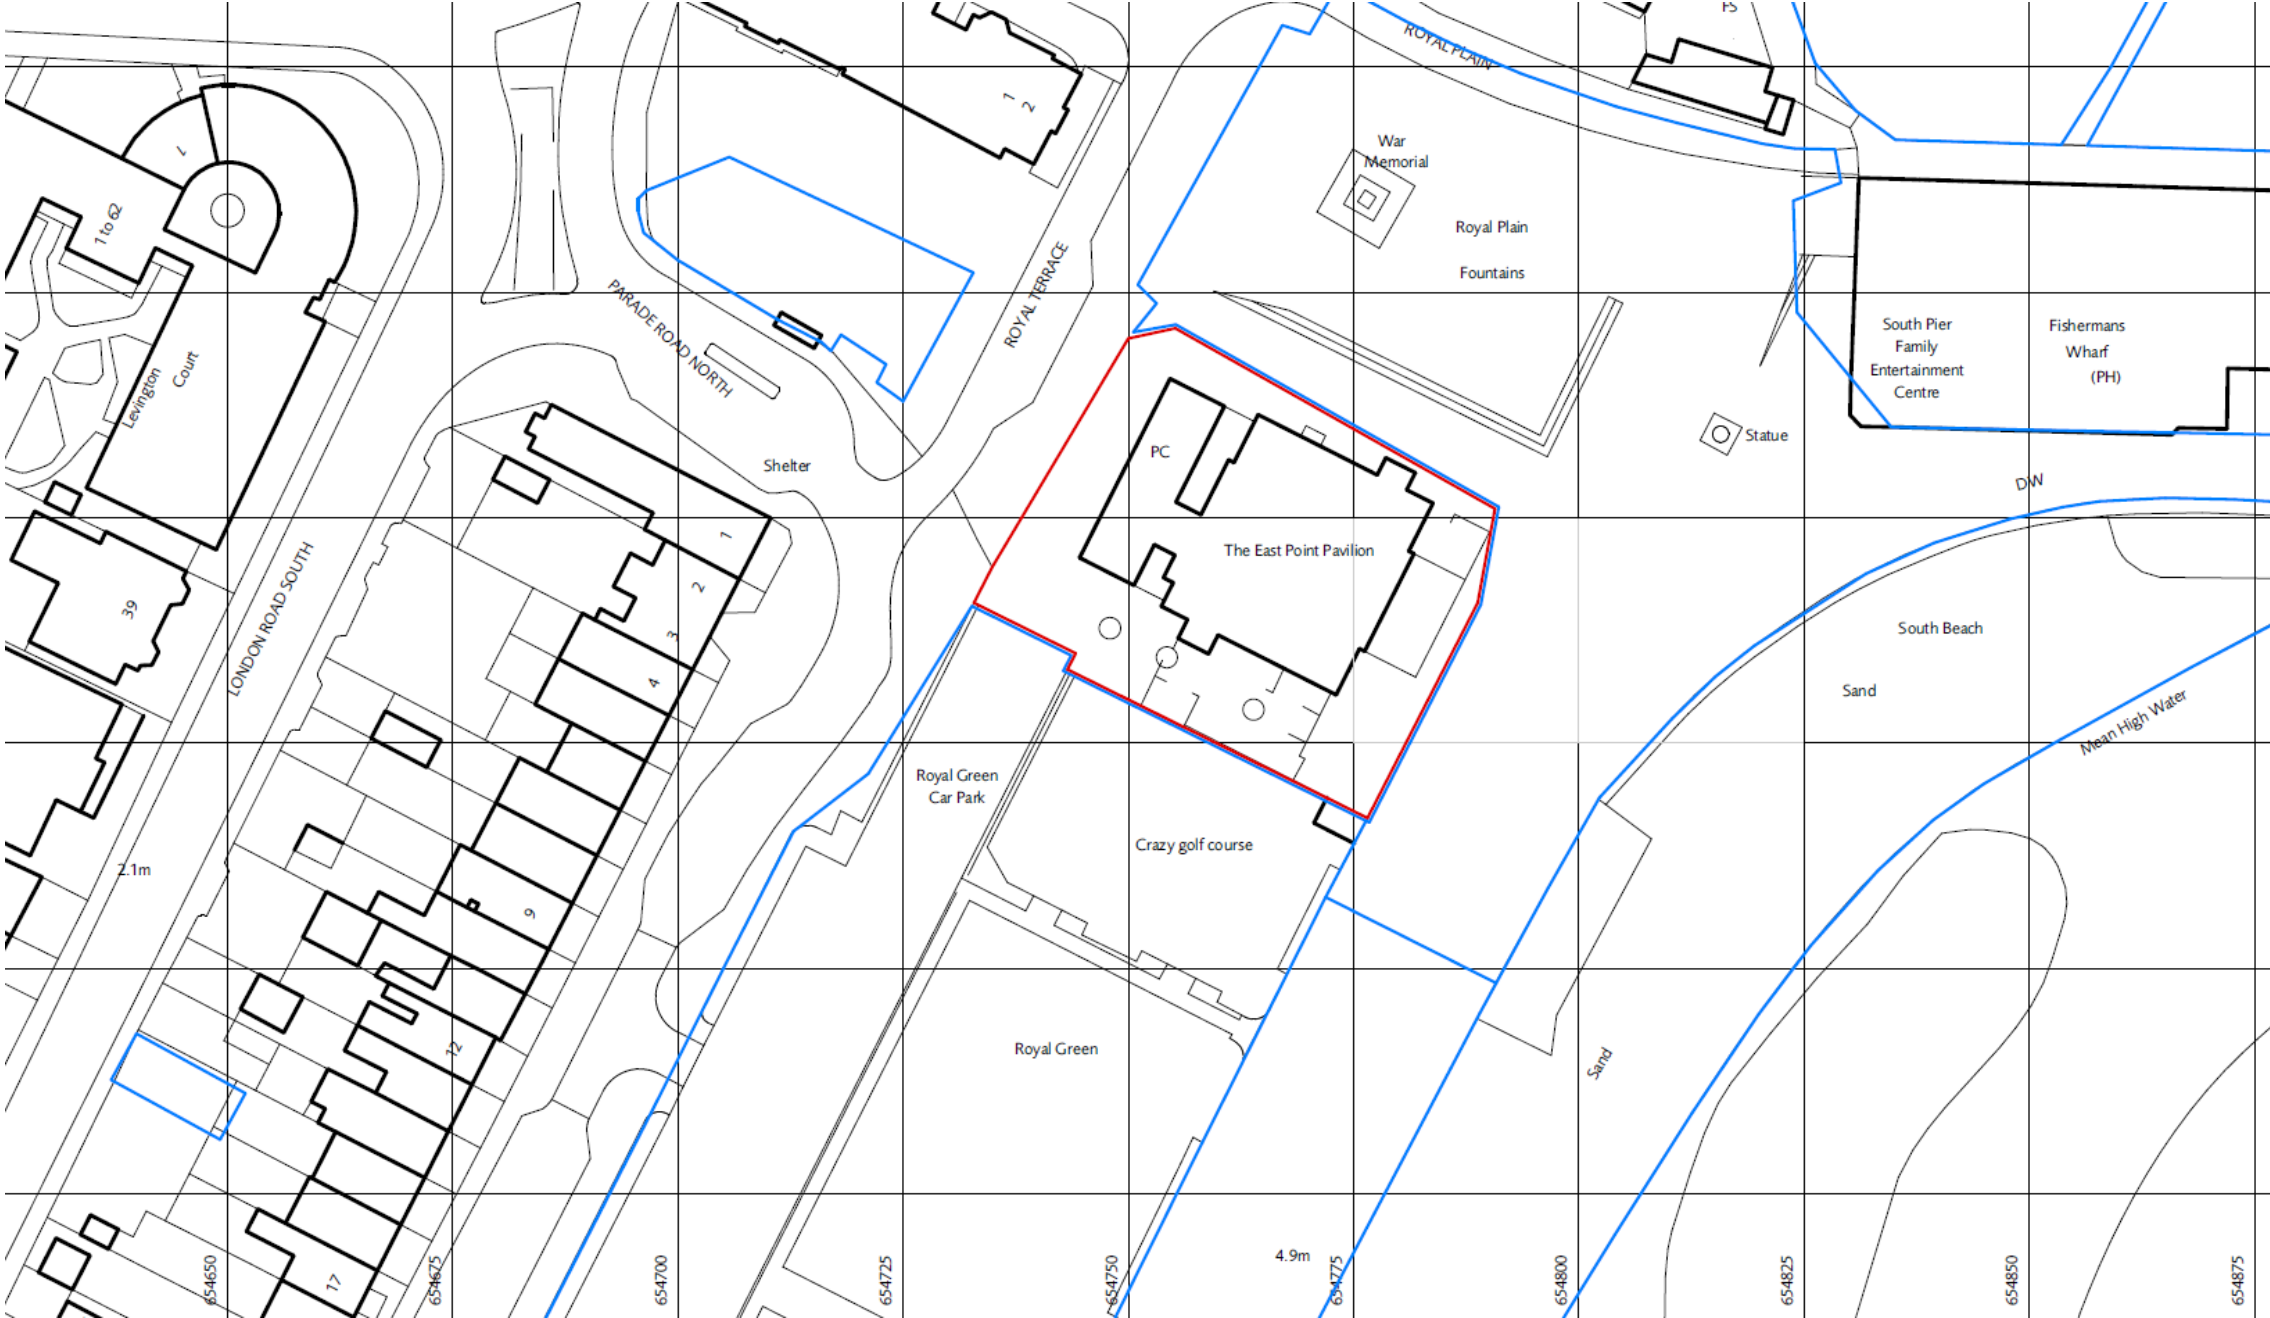 FS
ROYAL PLAIN
1
2
War
Memorial
7
1 to 62
Royal Plain
Fountains
ROYAL TERRACE
PARADE ROAD NORTH
South Pier
Family
Entertainment
Centre
Fishermans
Wharf
(PH)
Levington
Court
Statue
PC
Shelter
DW
The East Point Pavilion
1
2
3
4
39
LONDON ROAD SOUTH
South Beach
Sand
Mean High Water
Royal Green
Car Park
Crazy golf course
2.1m
9
12
Royal Green
Sand
17
4.9m
654650
654675
654700
654725
654750
654775
654800
654825
654850
654875